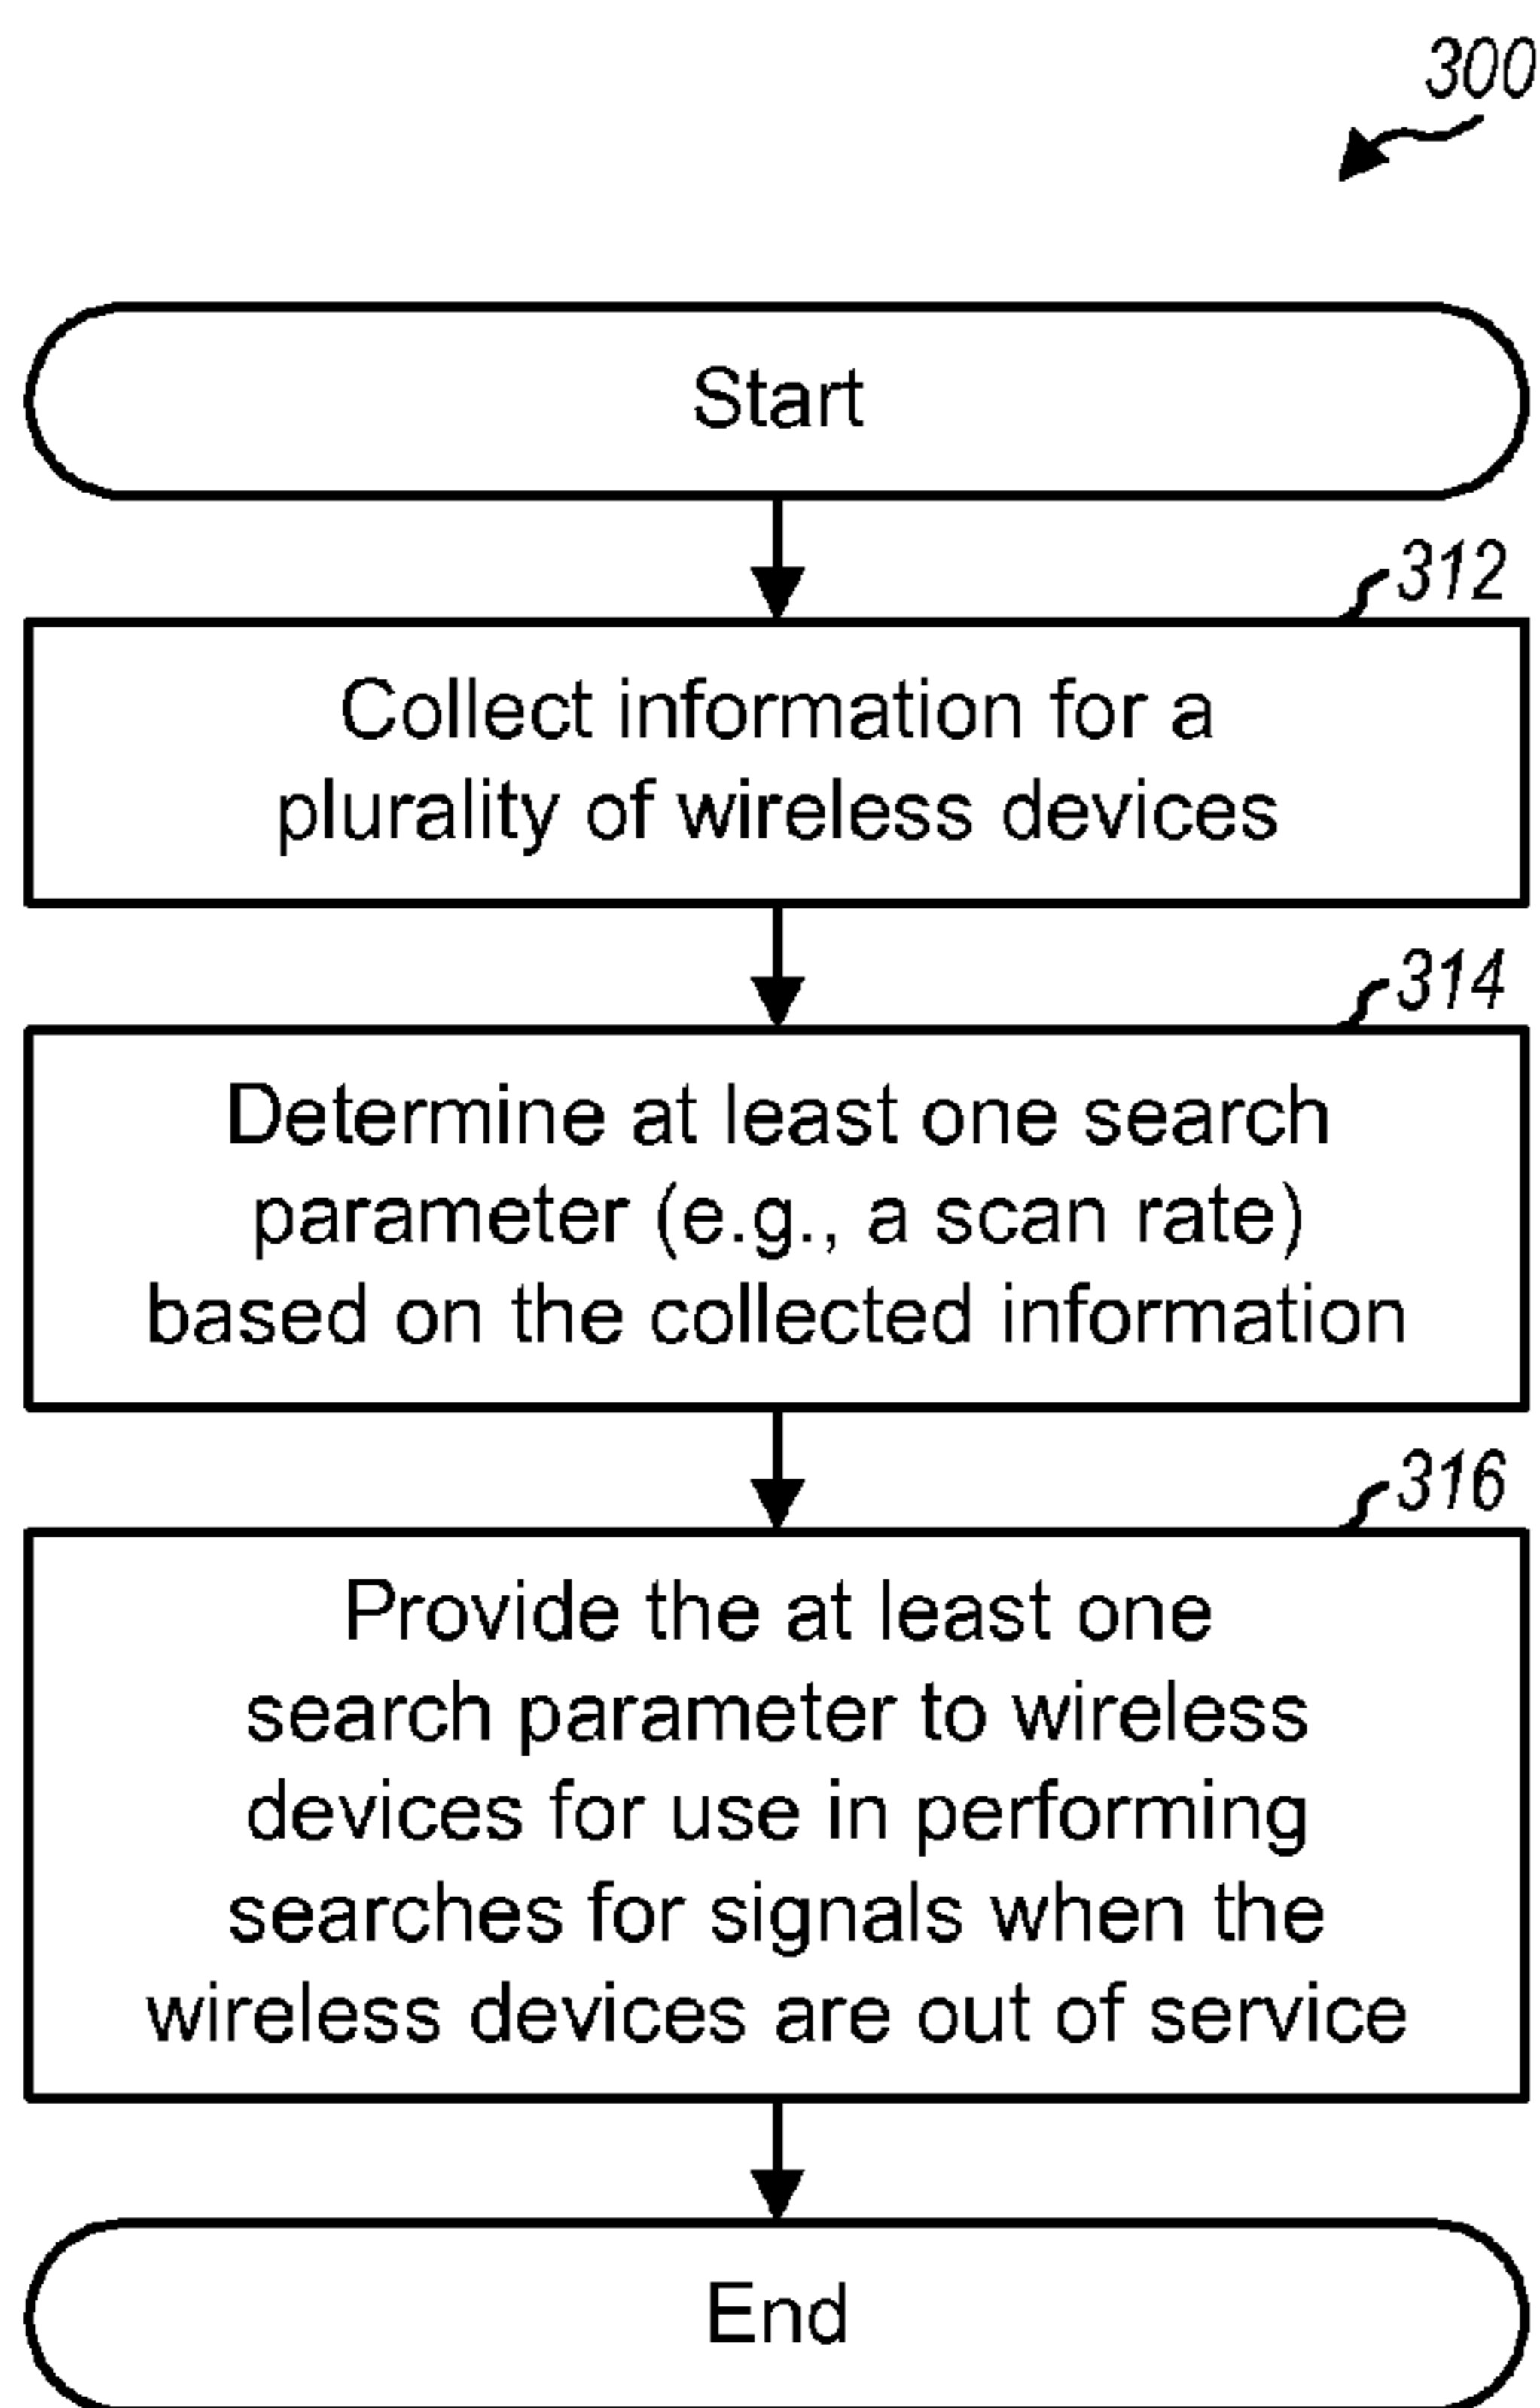 300
Start
312
Collect information for a
plurality of wireless devices
314
Determine at least one search
parameter (e.g., a scan rate)
based on the collected information
316
Provide the at least one
search parameter to wireless
devices for use in performing
searches for signals when the
wireless devices are out of service
End